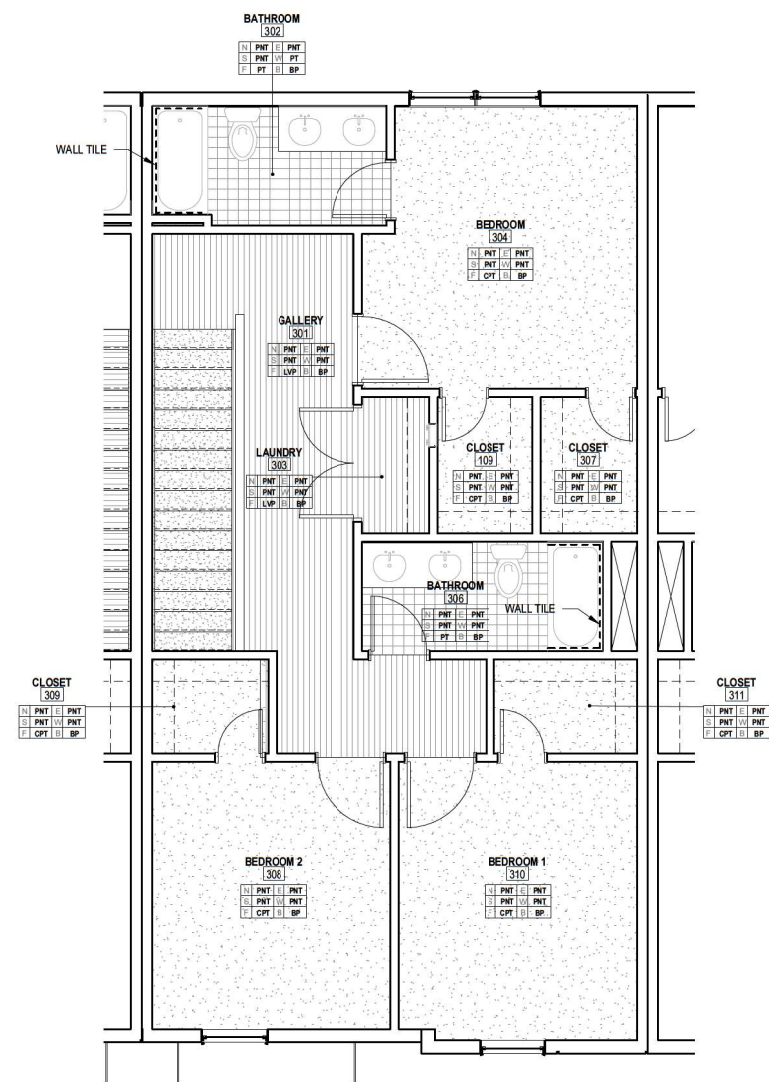 BATHROOM
302
N PNT E PNT
S PNT W PT
F PT B BP
WALL TILE
BEDROOM
304
N PNT E PNT
S PNT W PNT
F CPT B BP
GALLERY
301
N PNT E PNT
S PNT W PNT
F LVP B BP
LAUNDRY
303
N PNT E PNT
S PNT W PNT
F LVP B BP
CLOSET
109
N PNT E PNT
S PNT W PNT
F CPT B BP
CLOSET
307
N PNT E PNT
S PNT W PNT
F CPT B BP
BATHROOM
306
N PNT E PNT
S PNT W PNT
F PT B BP
WALL TILE
CLOSET
309
N PNT E PNT
S PNT W PNT
F CPT B BP
CLOSET
311
N PNT E PNT
S PNT W PNT
F CPT B BP
BEDROOM 2
308
N PNT E PNT
S PNT W PNT
F CPT B BP
BEDROOM 1
310
N PNT E PNT
S PNT W PNT
F CPT B BP